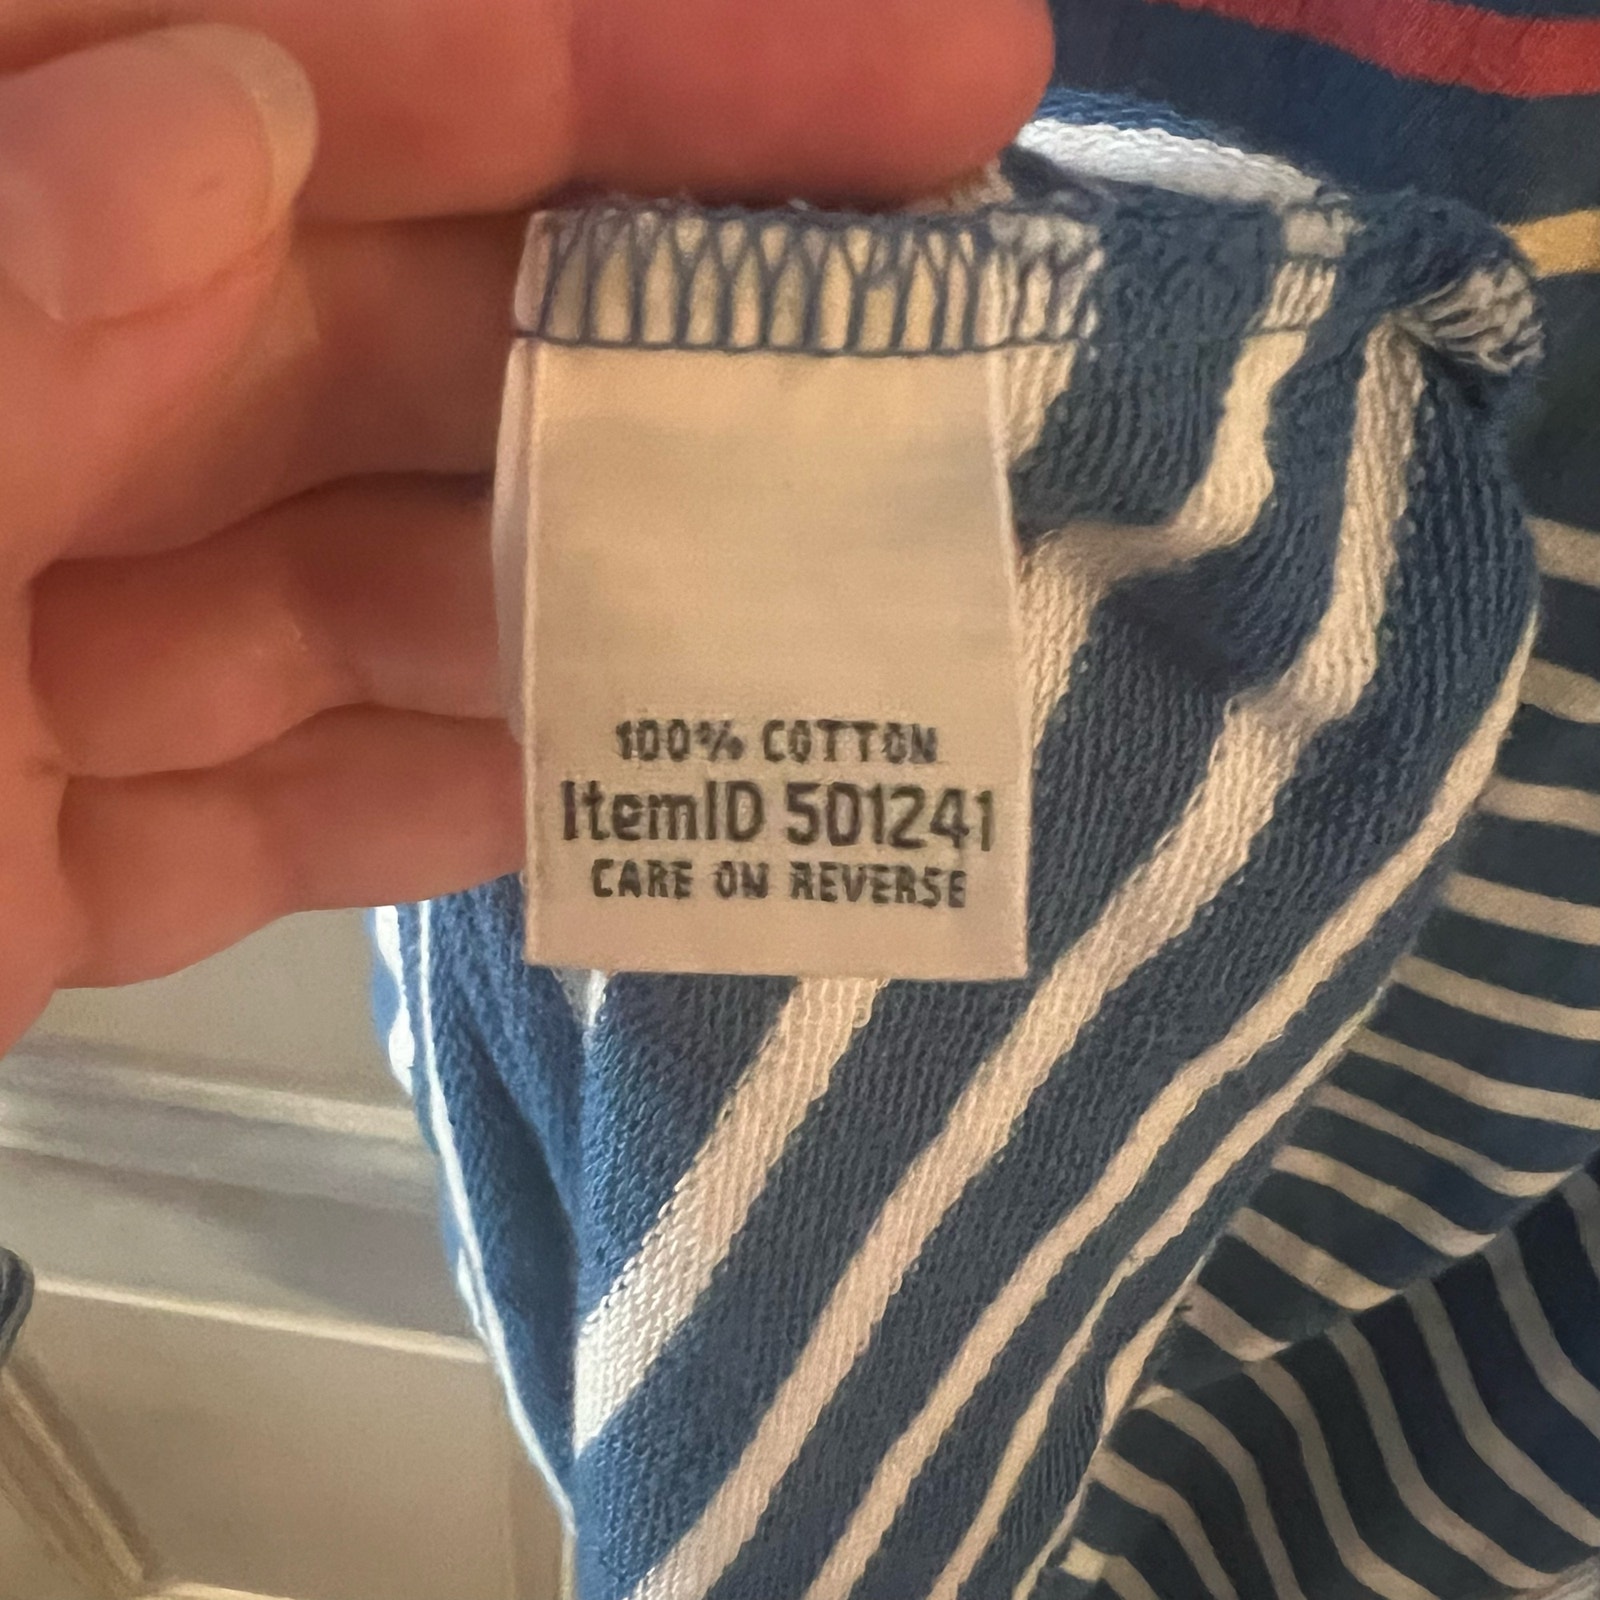 100% COTTON
ItemID 501241
CARE ON REVERSE